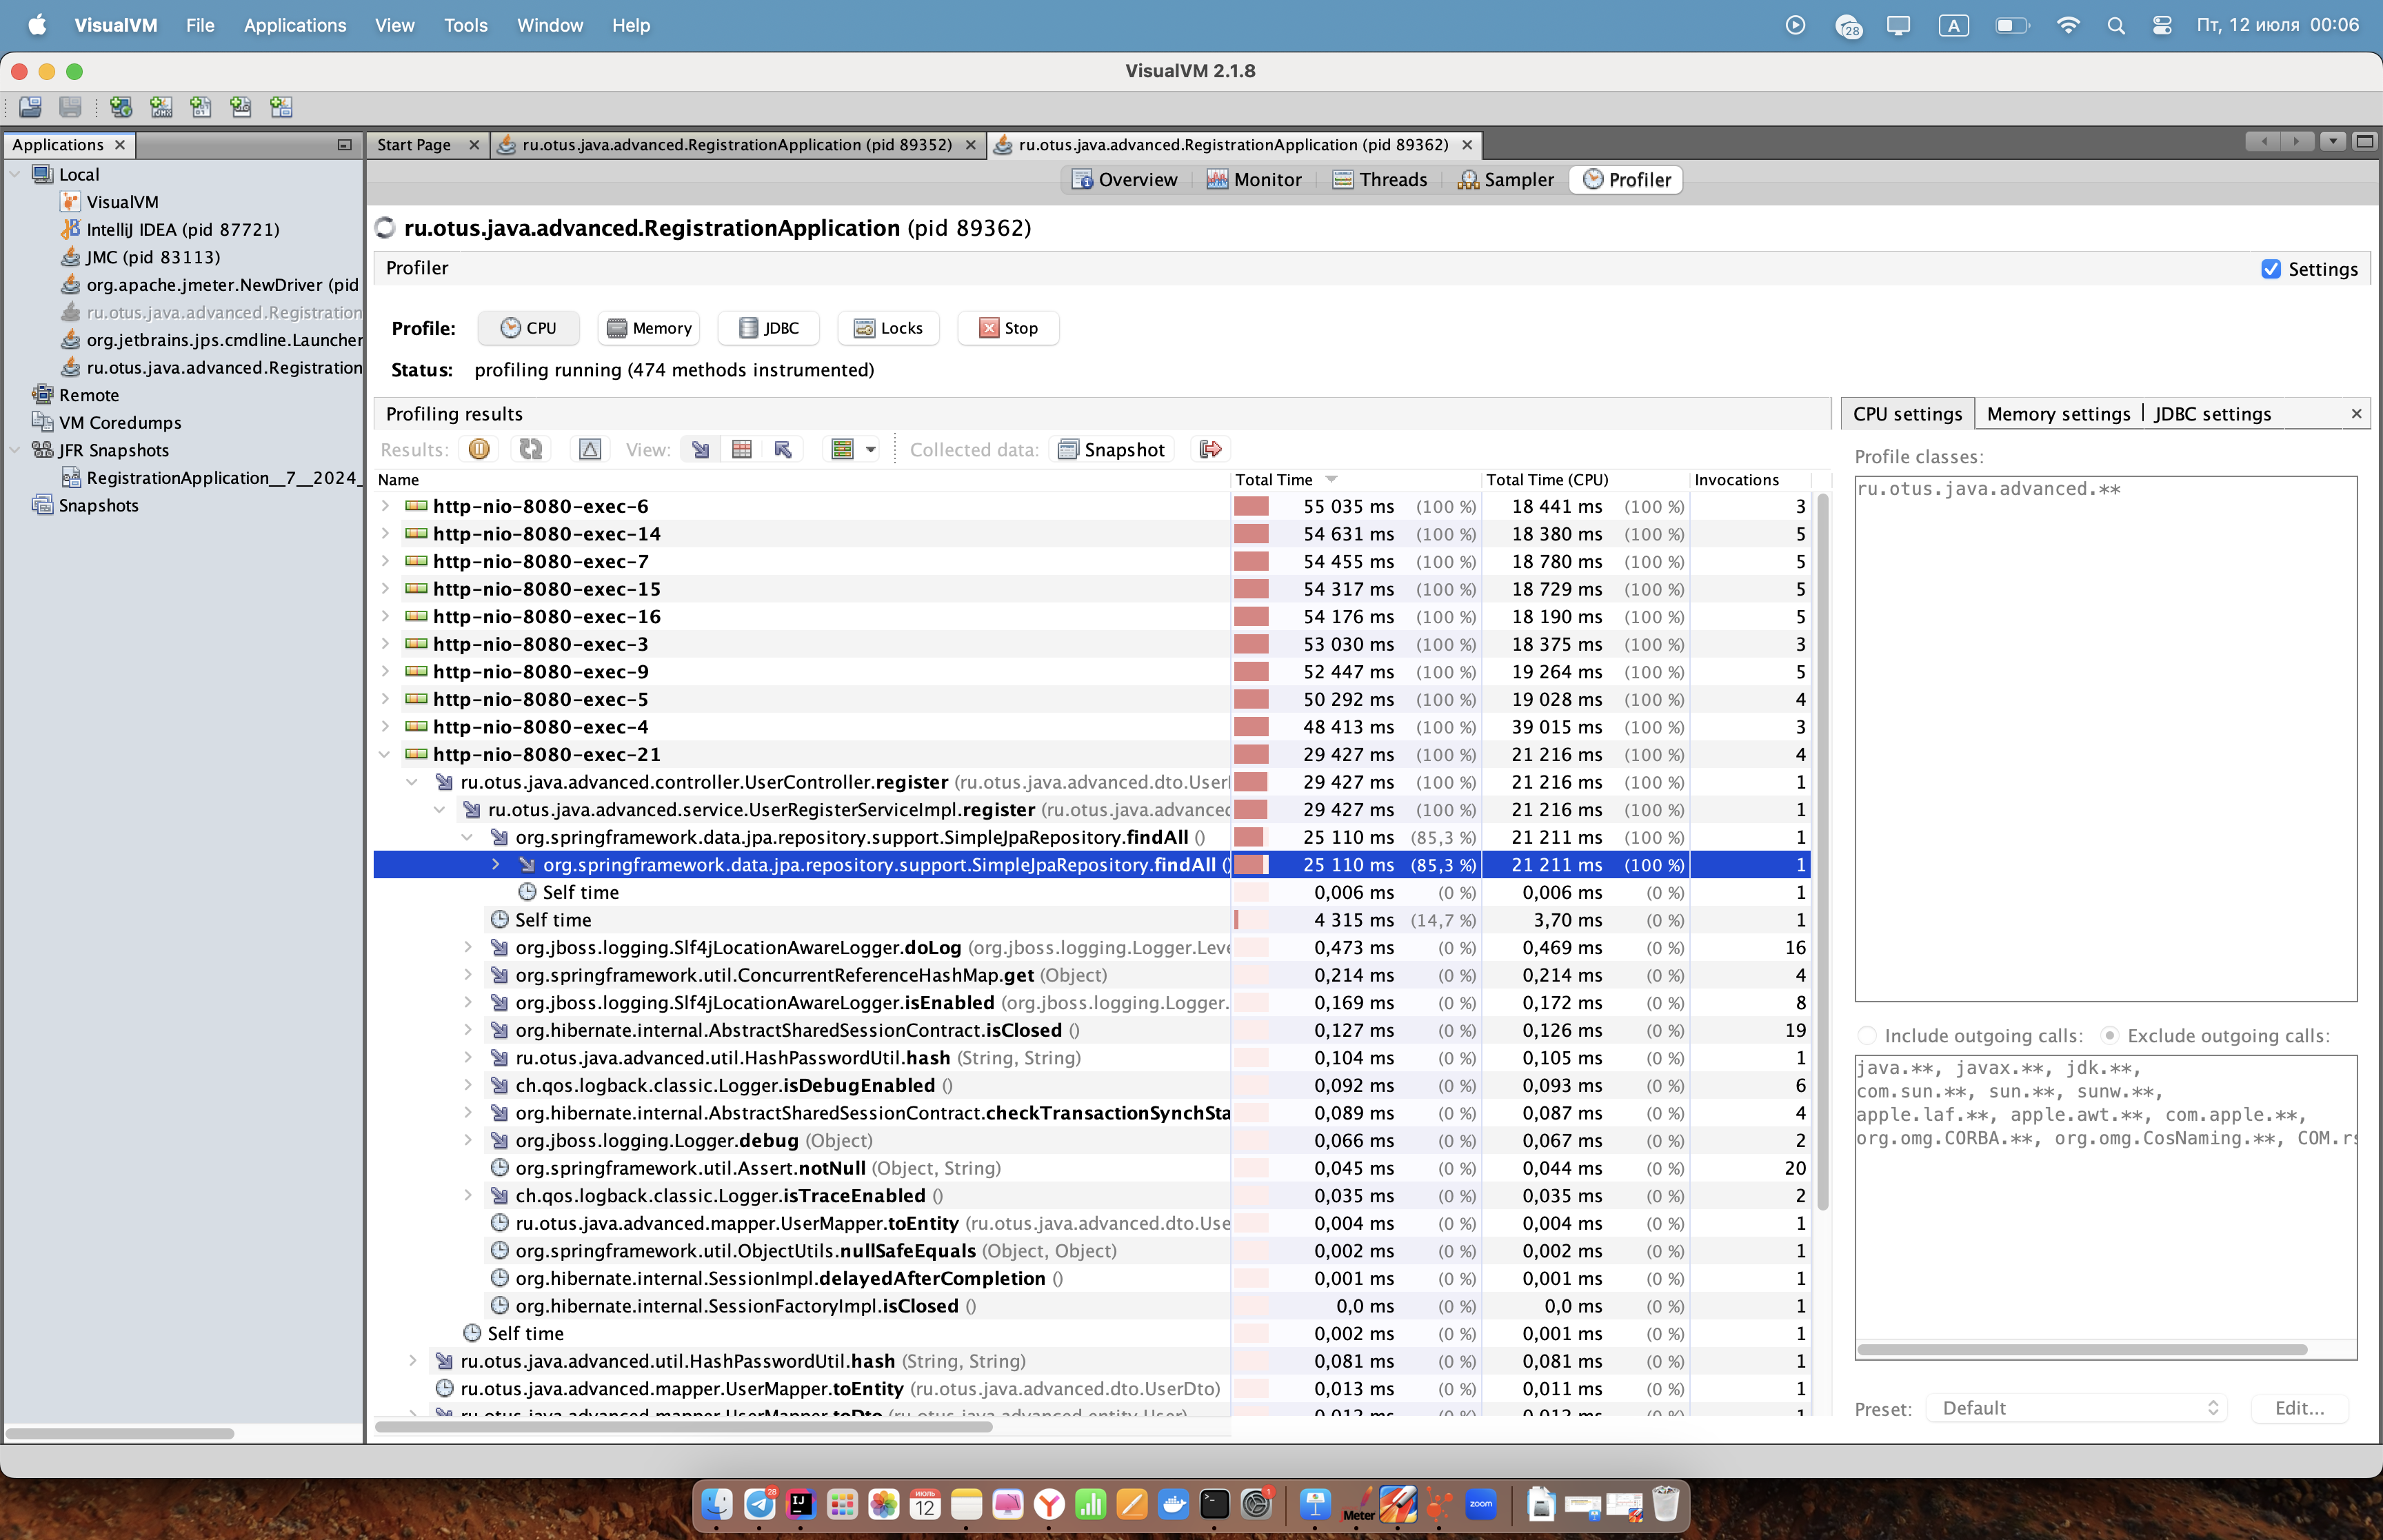 VisualVM File Applications View Tools Window Help 28 A Пт, 12 июля 00:06
VisualVM 2.1.8
Applications
Start Page
ru.otus.java.advanced.RegistrationApplication (pid 89352)
ru.otus.java.advanced.RegistrationApplication (pid 89362)
Local
VisualVM
IntelliJ IDEA (pid 87721)
JMC (pid 83113)
org.apache.jmeter.NewDriver (pid
ru.otus.java.advanced.Registration
org.jetbrains.jps.cmdline.Launcher
ru.otus.java.advanced.Registration
Remote
VM Coredumps
JFR Snapshots
RegistrationApplication__7__2024_
Snapshots
Overview Monitor Threads Sampler Profiler
ru.otus.java.advanced.RegistrationApplication (pid 89362)
Profiler
Settings
Profile: CPU Memory JDBC Locks Stop
Status: profiling running (474 methods instrumented)
Profiling results
Results: View: Collected data: Snapshot
Name Total Time Total Time (CPU) Invocations
http-nio-8080-exec-6 55 035 ms (100 %) 18 441 ms (100 %) 3
http-nio-8080-exec-14 54 631 ms (100 %) 18 380 ms (100 %) 5
http-nio-8080-exec-7 54 455 ms (100 %) 18 780 ms (100 %) 5
http-nio-8080-exec-15 54 317 ms (100 %) 18 729 ms (100 %) 5
http-nio-8080-exec-16 54 176 ms (100 %) 18 190 ms (100 %) 5
http-nio-8080-exec-3 53 030 ms (100 %) 18 375 ms (100 %) 3
http-nio-8080-exec-9 52 447 ms (100 %) 19 264 ms (100 %) 5
http-nio-8080-exec-5 50 292 ms (100 %) 19 028 ms (100 %) 4
http-nio-8080-exec-4 48 413 ms (100 %) 39 015 ms (100 %) 3
http-nio-8080-exec-21 29 427 ms (100 %) 21 216 ms (100 %) 4
ru.otus.java.advanced.controller.UserController.register (ru.otus.java.advanced.dto.User 29 427 ms (100 %) 21 216 ms (100 %) 1
ru.otus.java.advanced.service.UserRegisterServiceImpl.register (ru.otus.java.advanced 29 427 ms (100 %) 21 216 ms (100 %) 1
org.springframework.data.jpa.repository.support.SimpleJpaRepository.findAll () 25 110 ms (85,3 %) 21 211 ms (100 %) 1
org.springframework.data.jpa.repository.support.SimpleJpaRepository.findAll () 25 110 ms (85,3 %) 21 211 ms (100 %) 1
Self time 0,006 ms (0 %) 0,006 ms (0 %) 1
Self time 4 315 ms (14,7 %) 3,70 ms (0 %) 1
org.jboss.logging.Slf4jLocationAwareLogger.doLog (org.jboss.logging.Logger.Leve 0,473 ms (0 %) 0,469 ms (0 %) 16
org.springframework.util.ConcurrentReferenceHashMap.get (Object) 0,214 ms (0 %) 0,214 ms (0 %) 4
org.jboss.logging.Slf4jLocationAwareLogger.isEnabled (org.jboss.logging.Logger. 0,169 ms (0 %) 0,172 ms (0 %) 8
org.hibernate.internal.AbstractSharedSessionContract.isClosed () 0,127 ms (0 %) 0,126 ms (0 %) 19
ru.otus.java.advanced.util.HashPasswordUtil.hash (String, String) 0,104 ms (0 %) 0,105 ms (0 %) 1
ch.qos.logback.classic.Logger.isDebugEnabled () 0,092 ms (0 %) 0,093 ms (0 %) 6
org.hibernate.internal.AbstractSharedSessionContract.checkTransactionSynchSta 0,089 ms (0 %) 0,087 ms (0 %) 4
org.jboss.logging.Logger.debug (Object) 0,066 ms (0 %) 0,067 ms (0 %) 2
org.springframework.util.Assert.notNull (Object, String) 0,045 ms (0 %) 0,044 ms (0 %) 20
ch.qos.logback.classic.Logger.isTraceEnabled () 0,035 ms (0 %) 0,035 ms (0 %) 2
ru.otus.java.advanced.mapper.UserMapper.toEntity (ru.otus.java.advanced.dto.Use 0,004 ms (0 %) 0,004 ms (0 %) 1
org.springframework.util.ObjectUtils.nullSafeEquals (Object, Object) 0,002 ms (0 %) 0,002 ms (0 %) 1
org.hibernate.internal.SessionImpl.delayedAfterCompletion () 0,001 ms (0 %) 0,001 ms (0 %) 1
org.hibernate.internal.SessionFactoryImpl.isClosed () 0,0 ms (0 %) 0,0 ms (0 %) 1
Self time 0,002 ms (0 %) 0,001 ms (0 %) 1
ru.otus.java.advanced.util.HashPasswordUtil.hash (String, String) 0,081 ms (0 %) 0,081 ms (0 %) 1
ru.otus.java.advanced.mapper.UserMapper.toEntity (ru.otus.java.advanced.dto.UserDto) 0,013 ms (0 %) 0,011 ms (0 %) 1
ru.otus.java.advanced.mapper.UserMapper.toDto (ru.otus.java.advanced.entity.User) 0,012 ms (0 %) 0,012 ms (0 %) 1
CPU settings Memory settings JDBC settings
Profile classes:
ru.otus.java.advanced.**
Include outgoing calls: Exclude outgoing calls:
java.**, javax.**, jdk.**,
com.sun.**, sun.**, sunw.**,
apple.laf.**, apple.awt.**, com.apple.**,
org.omg.CORBA.**, org.omg.CosNaming.**, COM.rs
Preset: Default Edit...
28
ИЮЛЬ
12
1
Meter
zoom